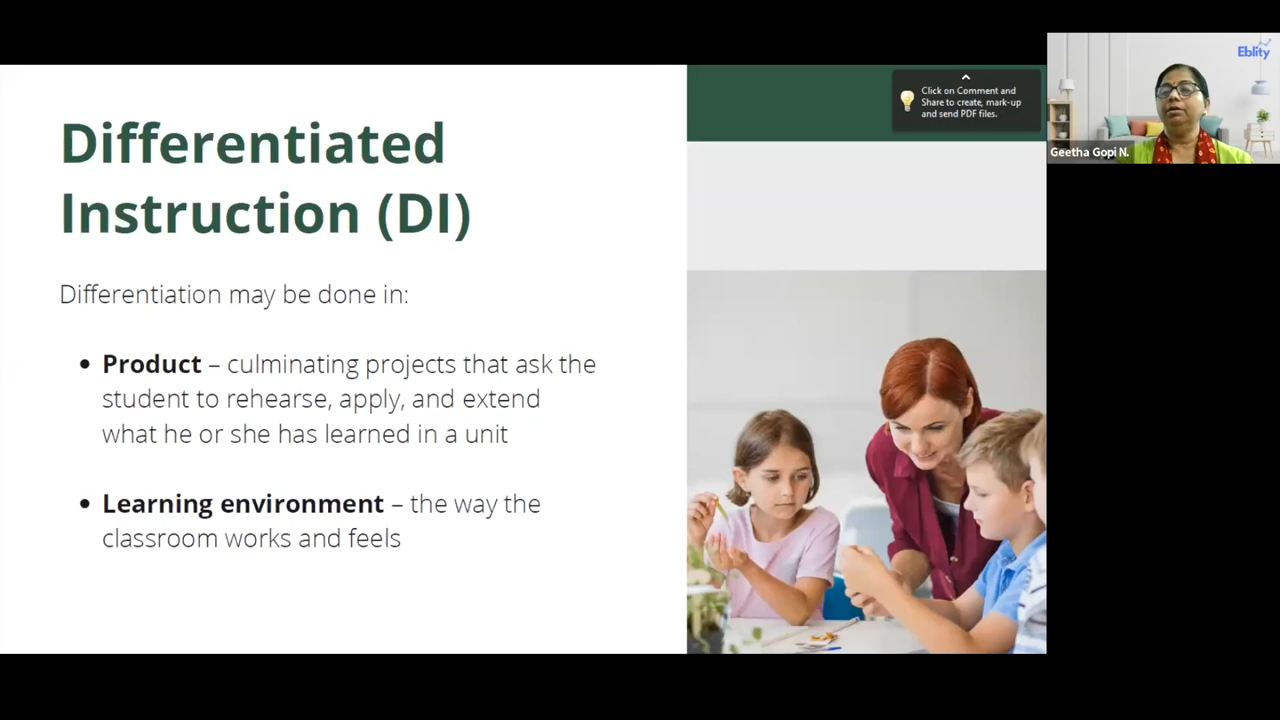 Differentiated
Instruction (DI)
Differentiation may be done in:
• Product – culminating projects that ask the
student to rehearse, apply, and extend
what he or she has learned in a unit
• Learning environment – the way the
classroom works and feels
Click on Comment and
Share to create, mark-up
and send PDF files.
Eblity
Geetha Gopi N.